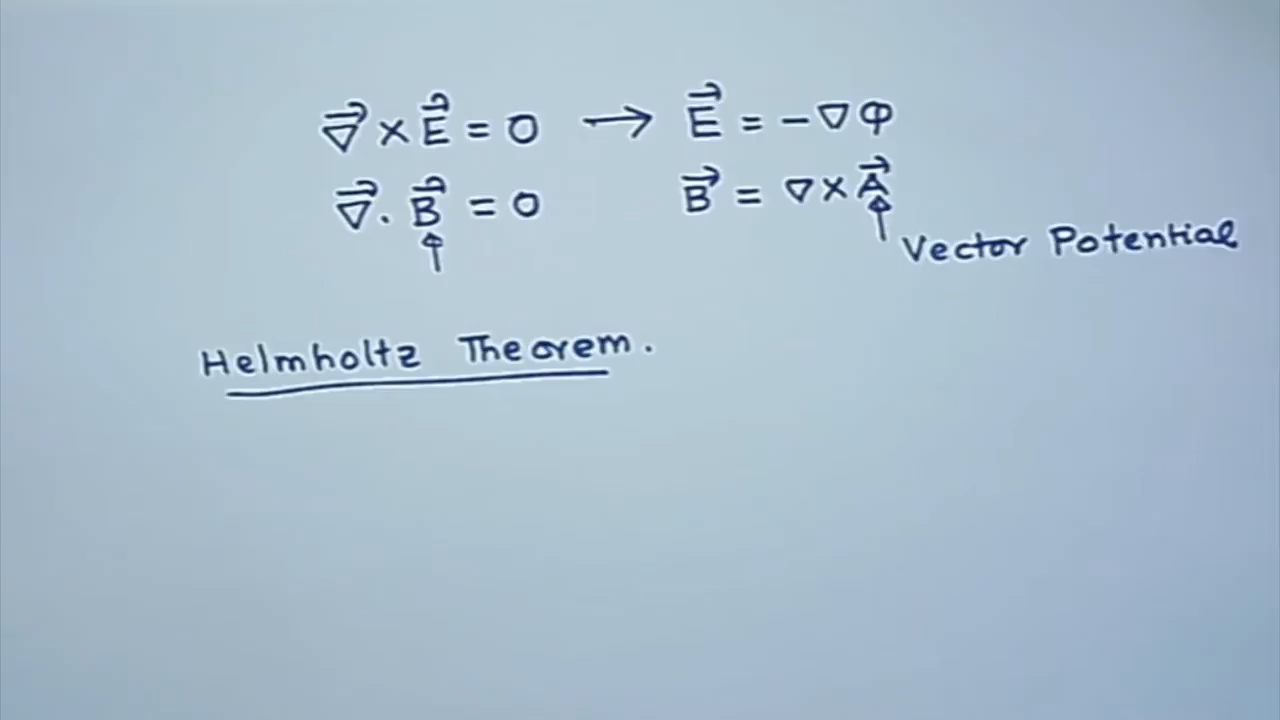 ∇⃗ × E⃗ = 0 → E⃗ = -∇φ
∇⃗ . B⃗ = 0 B⃗ = ∇ × A⃗
↑ ↑ Vector Potential
Helmholtz Theorem.